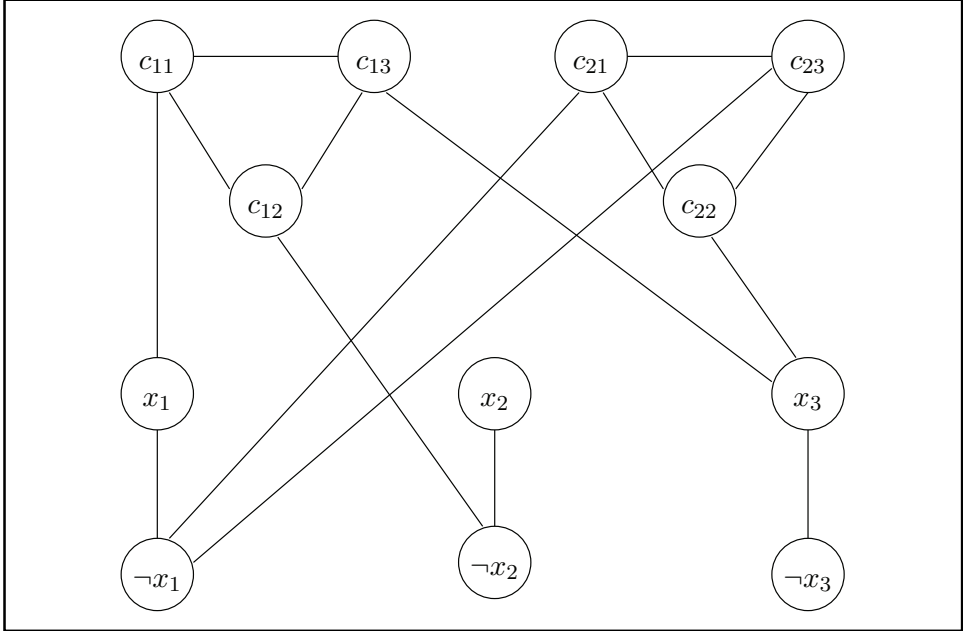 c₁₁ c₁₃ c₂₁ c₂₃
c₁₂ c₂₂
x₁ x₂ x₃
¬x₁ ¬x₂ ¬x₃